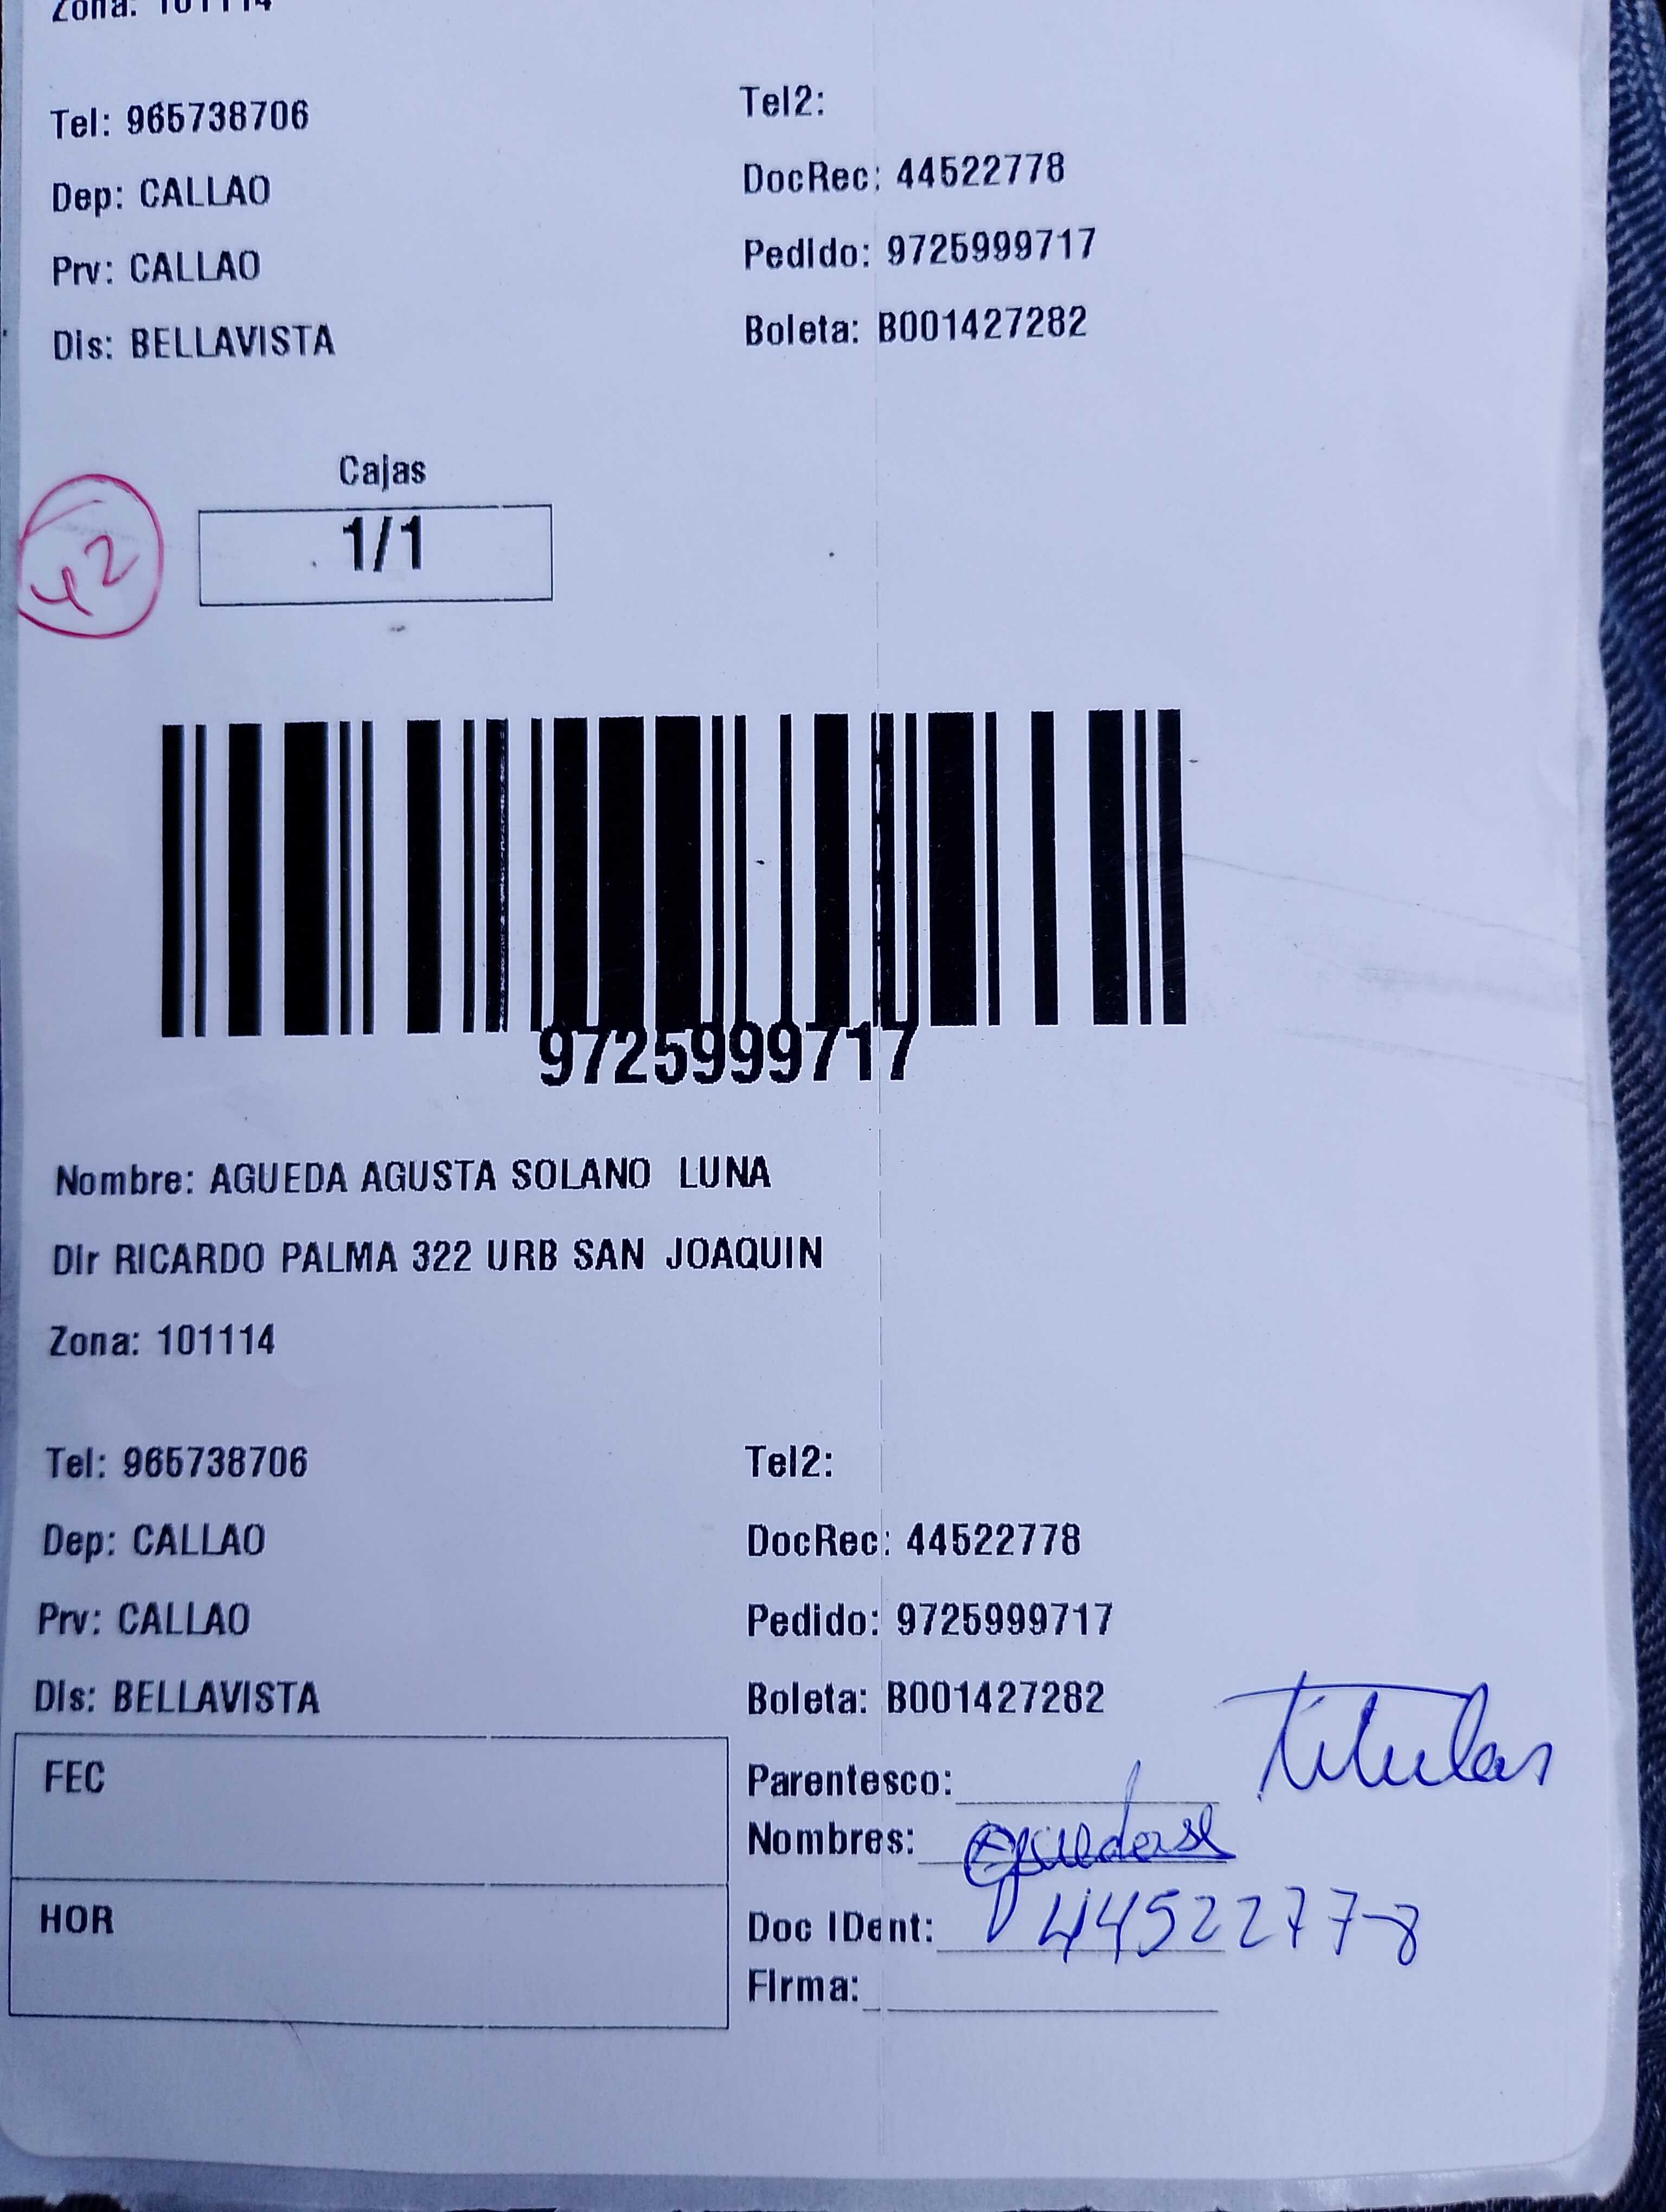 Zona: 101114
Tel: 965738706
Tel2:
Dep: CALLAO
DocRec: 44522778
Prv: CALLAO
Pedido: 9725999717
Dis: BELLAVISTA
Boleta: B001427282
42
Cajas
1/1
9725999717
Nombre: AGUEDA AGUSTA SOLANO LUNA
Dir RICARDO PALMA 322 URB SAN JOAQUIN
Zona: 101114
Tel: 965738706
Tel2:
Dep: CALLAO
DocRec: 44522778
Prv: CALLAO
Pedido: 9725999717
Dis: BELLAVISTA
Boleta: B001427282
titular
FEC
Parentesco:
Nombres:
HOR
Doc IDent: 44522778
Firma: